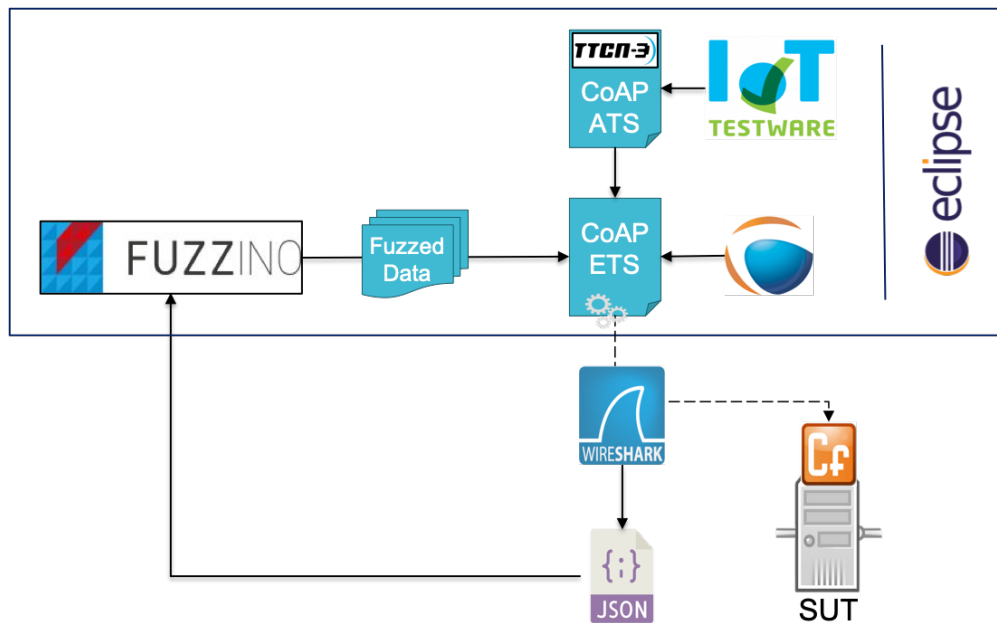 TTCN-3
CoAP
ATS
IoT
TESTWARE
eclipse
FUZZINO
Fuzzed
Data
CoAP
ETS
WIRESHARK
Cf
{;}
JSON
SUT